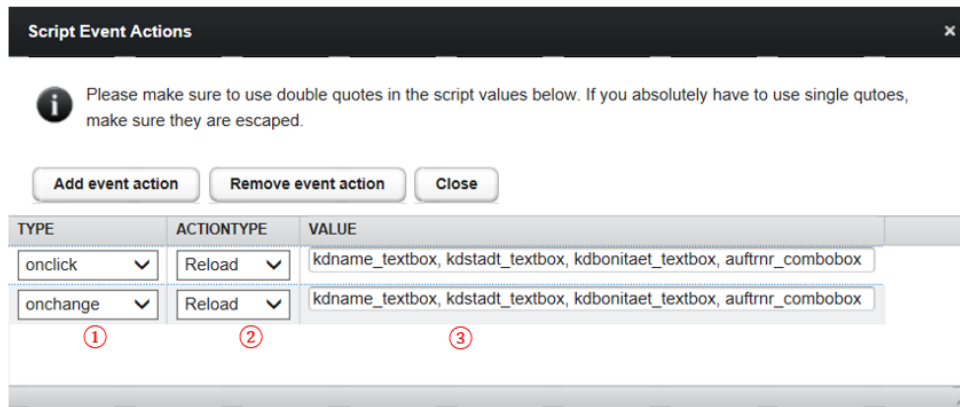 Script Event Actions ×
Please make sure to use double quotes in the script values below. If you absolutely have to use single qutoes,
make sure they are escaped.
Add event action Remove event action Close
TYPE ACTIONTYPE VALUE
onclick Reload kdname_textbox, kdstadt_textbox, kdbonitaet_textbox, auftrnr_combobox
onchange Reload kdname_textbox, kdstadt_textbox, kdbonitaet_textbox, auftrnr_combobox
① ② ③